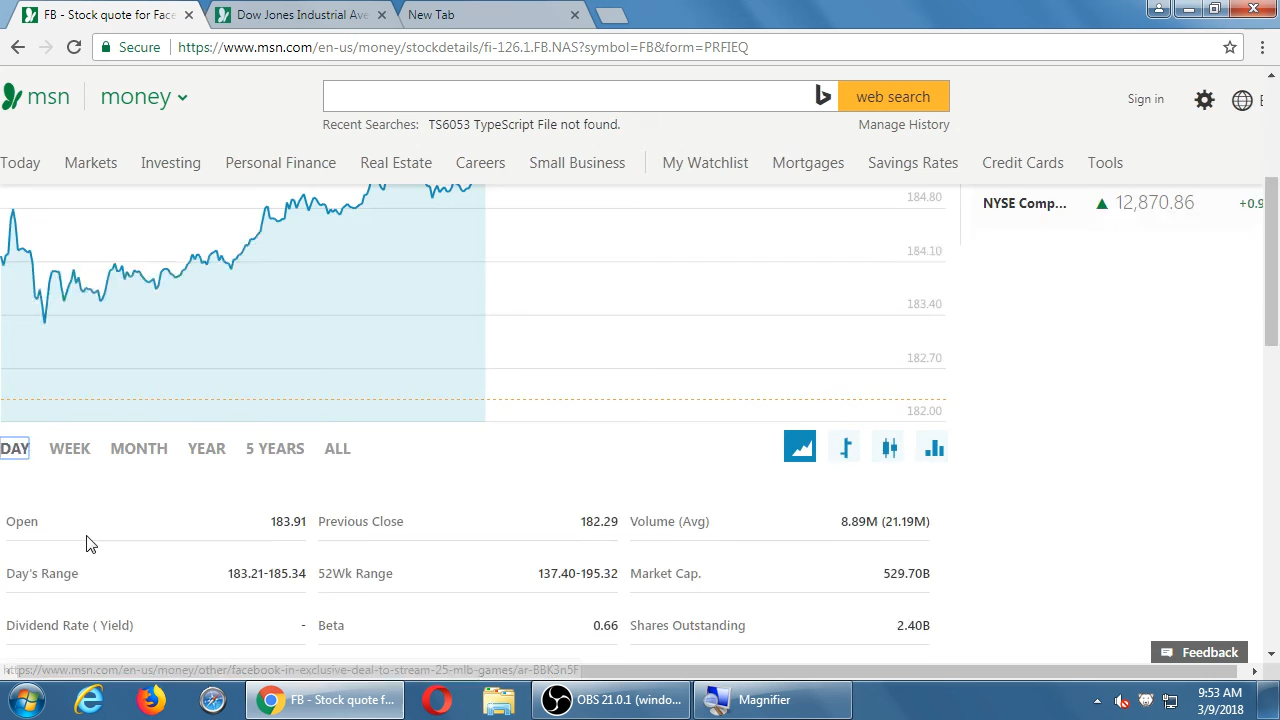 FB - Stock quote for Face
Dow Jones Industrial Ave
New Tab
Secure
https://www.msn.com/en-us/money/stockdetails/fi-126.1.FB.NAS?symbol=FB&form=PRFIEQ
msn money
web search
Sign in
Recent Searches: TS6053 TypeScript File not found.
Manage History
Today Markets Investing Personal Finance Real Estate Careers Small Business My Watchlist Mortgages Savings Rates Credit Cards Tools
184.80
NYSE Comp... ▲ 12,870.86 +0.9
184.10
183.40
182.70
182.00
DAY WEEK MONTH YEAR 5 YEARS ALL
Open 183.91 Previous Close 182.29 Volume (Avg) 8.89M (21.19M)
Day's Range 183.21-185.34 52Wk Range 137.40-195.32 Market Cap. 529.70B
Dividend Rate ( Yield) - Beta 0.66 Shares Outstanding 2.40B
Feedback
https://www.msn.com/en-us/money/other/facebook-in-exclusive-deal-to-stream-25-mlb-games/ar-BBK3n5F
FB - Stock quote f...
OBS 21.0.1 (windo...
Magnifier
9:53 AM
3/9/2018